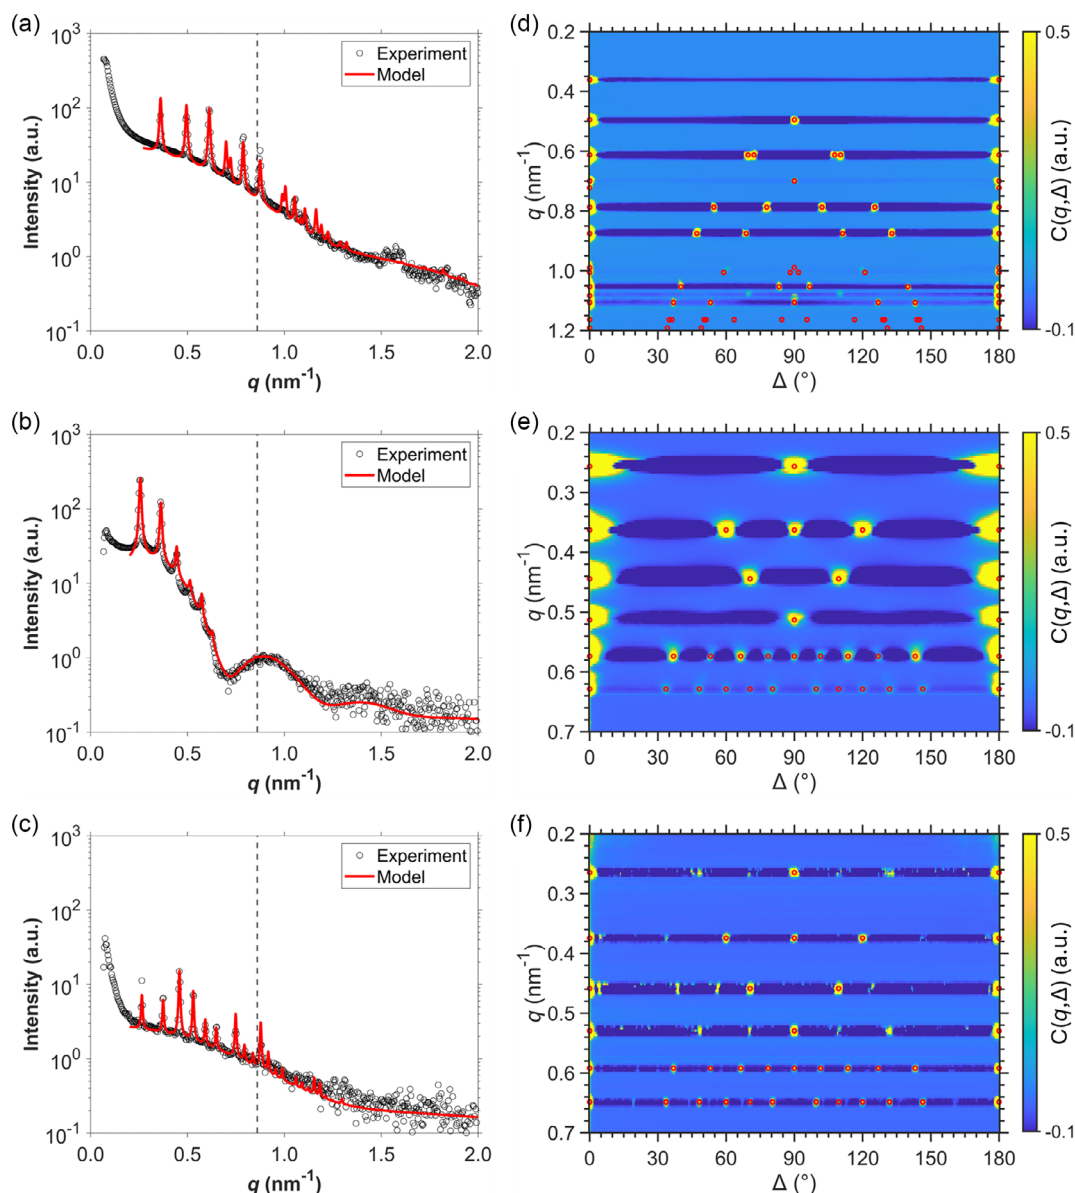 (a)
10³
10²
10¹
10⁰
10⁻¹
Intensity (a.u.)
Experiment
Model
0.0 0.5 1.0 1.5 2.0
q (nm⁻¹)
(d)
0.2
0.4
0.6
0.8
1.0
1.2
q (nm⁻¹)
0 30 60 90 120 150 180
Δ (°)
0.5
-0.1
C(q,Δ) (a.u.)
(b)
10³
10²
10¹
10⁰
10⁻¹
Intensity (a.u.)
Experiment
Model
0.0 0.5 1.0 1.5 2.0
q (nm⁻¹)
(e)
0.2
0.3
0.4
0.5
0.6
0.7
q (nm⁻¹)
0 30 60 90 120 150 180
Δ (°)
0.5
-0.1
C(q,Δ) (a.u.)
(c)
10³
10²
10¹
10⁰
10⁻¹
Intensity (a.u.)
Experiment
Model
0.0 0.5 1.0 1.5 2.0
q (nm⁻¹)
(f)
0.2
0.3
0.4
0.5
0.6
0.7
q (nm⁻¹)
0 30 60 90 120 150 180
Δ (°)
0.5
-0.1
C(q,Δ) (a.u.)